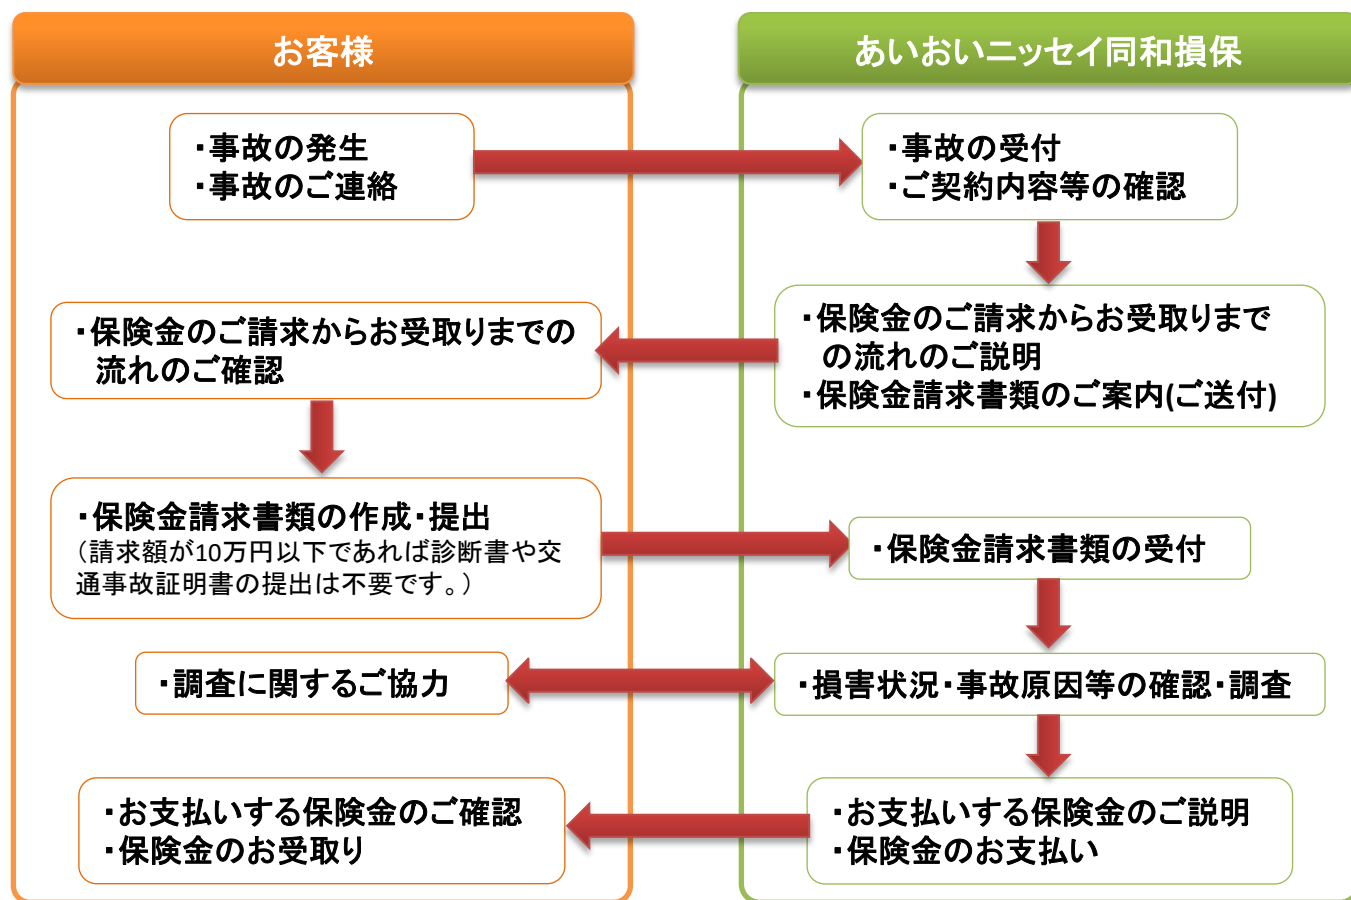 お客様
あいおいニッセイ同和損保
・事故の発生
・事故のご連絡
・事故の受付
・ご契約内容等の確認
・保険金のご請求からお受取りまで
の流れのご説明
・保険金請求書類のご案内(ご送付)
・保険金のご請求からお受取りまでの
流れのご確認
・保険金請求書類の作成・提出
（請求額が10万円以下であれば診断書や交
通事故証明書の提出は不要です。）
・保険金請求書類の受付
・調査に関するご協力
・損害状況・事故原因等の確認・調査
・お支払いする保険金のご説明
・保険金のお支払い
・お支払いする保険金のご確認
・保険金のお受取り